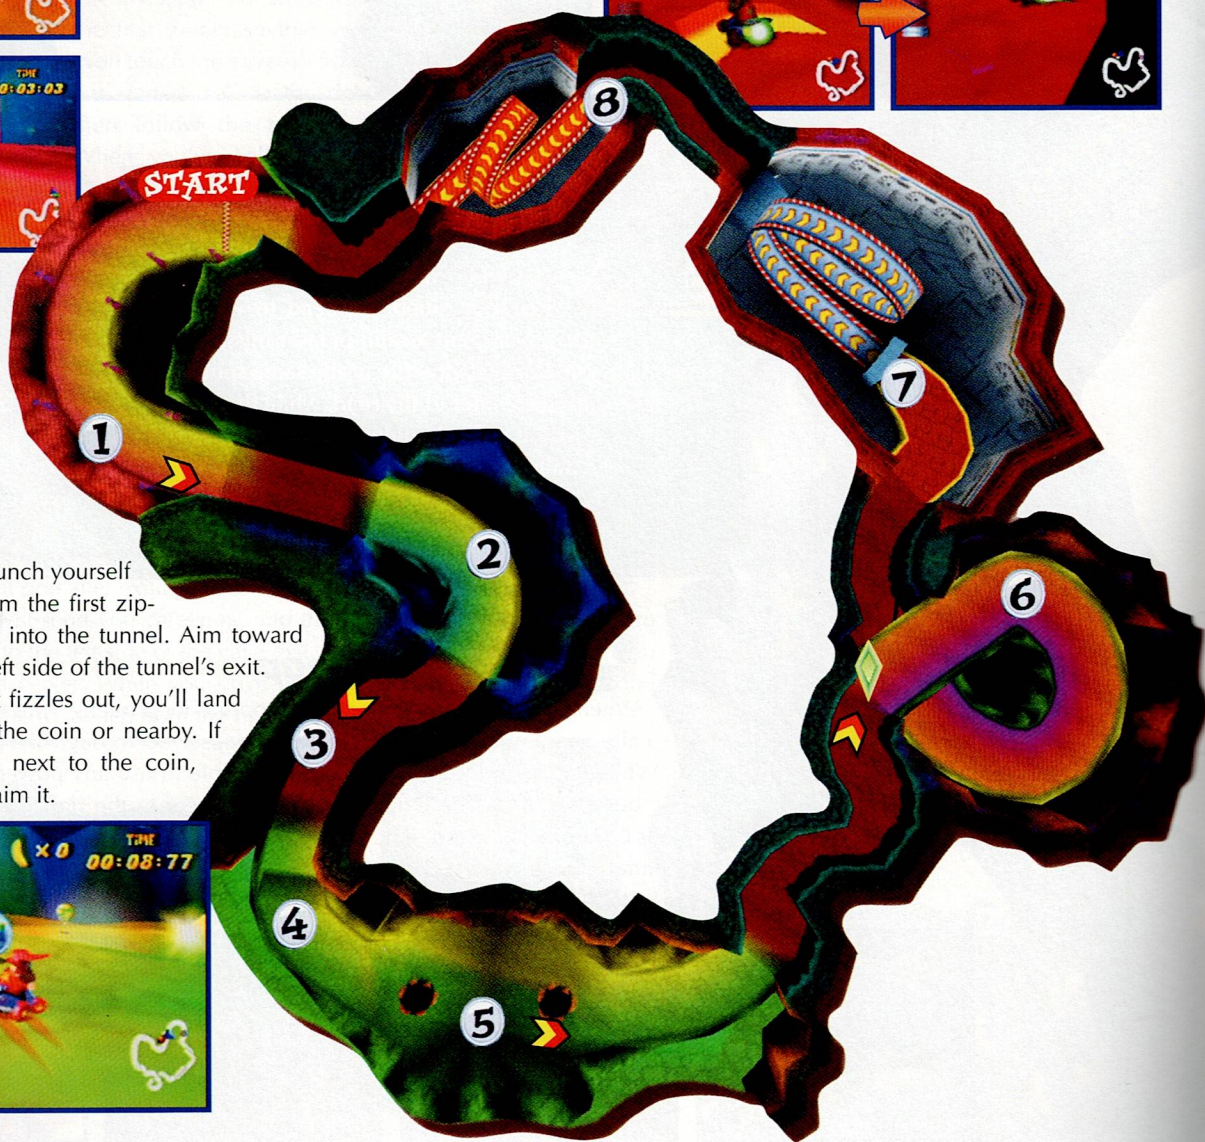 TIME
0:03:03
START
8
7
1
2
6
unch yourself
m the first zip-
into the tunnel. Aim toward
eft side of the tunnel's exit.
fizzles out, you'll land
the coin or nearby. If
next to the coin,
aim it.
3
4
5
x 0
TIME
00:08:77